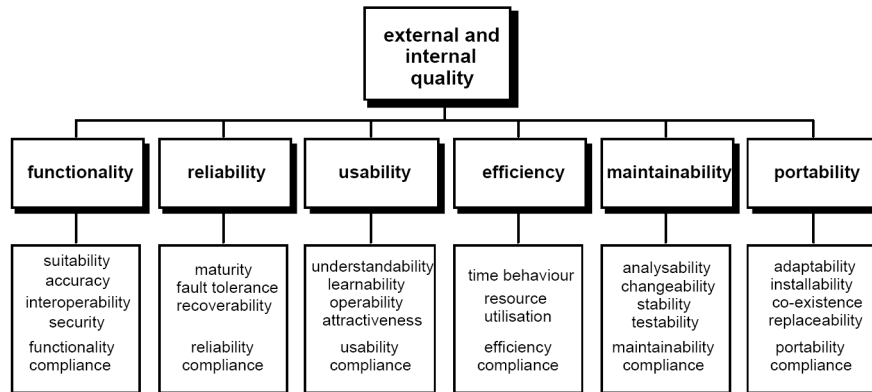 external and
internal
quality
functionality
reliability
usability
efficiency
maintainability
portability
suitability
accuracy
interoperability
security
functionality
compliance
maturity
fault tolerance
recoverability
reliability
compliance
understandability
learnability
operability
attractiveness
usability
compliance
time behaviour
resource
utilisation
efficiency
compliance
analysability
changeability
stability
testability
maintainability
compliance
adaptability
installability
co-existence
replaceability
portability
compliance